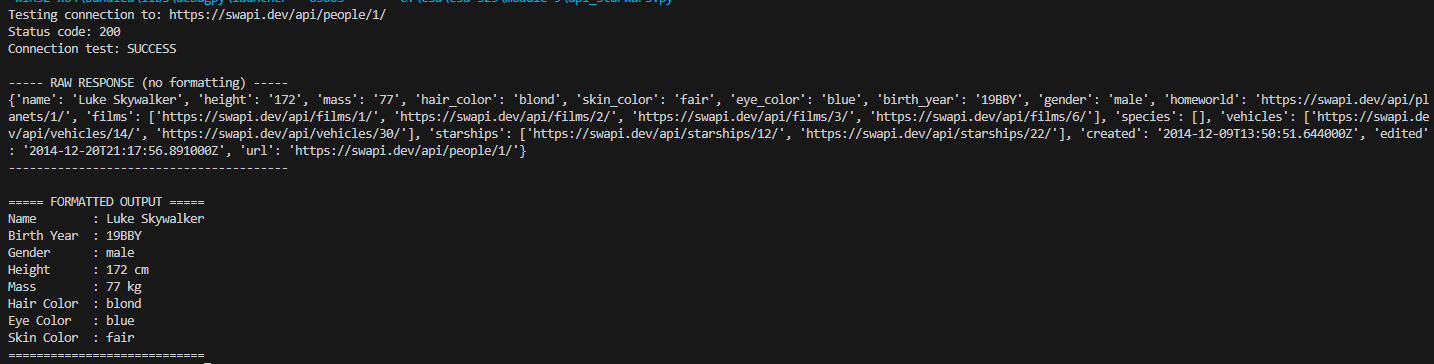 Testing connection to: https://swapi.dev/api/people/1/
Status code: 200
Connection test: SUCCESS
----- RAW RESPONSE (no formatting) -----
{'name': 'Luke Skywalker', 'height': '172', 'mass': '77', 'hair_color': 'blond', 'skin_color': 'fair', 'eye_color': 'blue', 'birth_year': '19BBY', 'gender': 'male', 'homeworld': 'https://swapi.dev/api/pl
anets/1/', 'films': ['https://swapi.dev/api/films/1/', 'https://swapi.dev/api/films/2/', 'https://swapi.dev/api/films/3/', 'https://swapi.dev/api/films/6/'], 'species': [], 'vehicles': ['https://swapi.de
v/api/vehicles/14/', 'https://swapi.dev/api/vehicles/30/'], 'starships': ['https://swapi.dev/api/starships/12/', 'https://swapi.dev/api/starships/22/'], 'created': '2014-12-09T13:50:51.644000Z', 'edited'
: '2014-12-20T21:17:56.891000Z', 'url': 'https://swapi.dev/api/people/1/'}
----------------------------------------
===== FORMATTED OUTPUT =====
Name        : Luke Skywalker
Birth Year  : 19BBY
Gender      : male
Height      : 172 cm
Mass        : 77 kg
Hair Color  : blond
Eye Color   : blue
Skin Color  : fair
============================